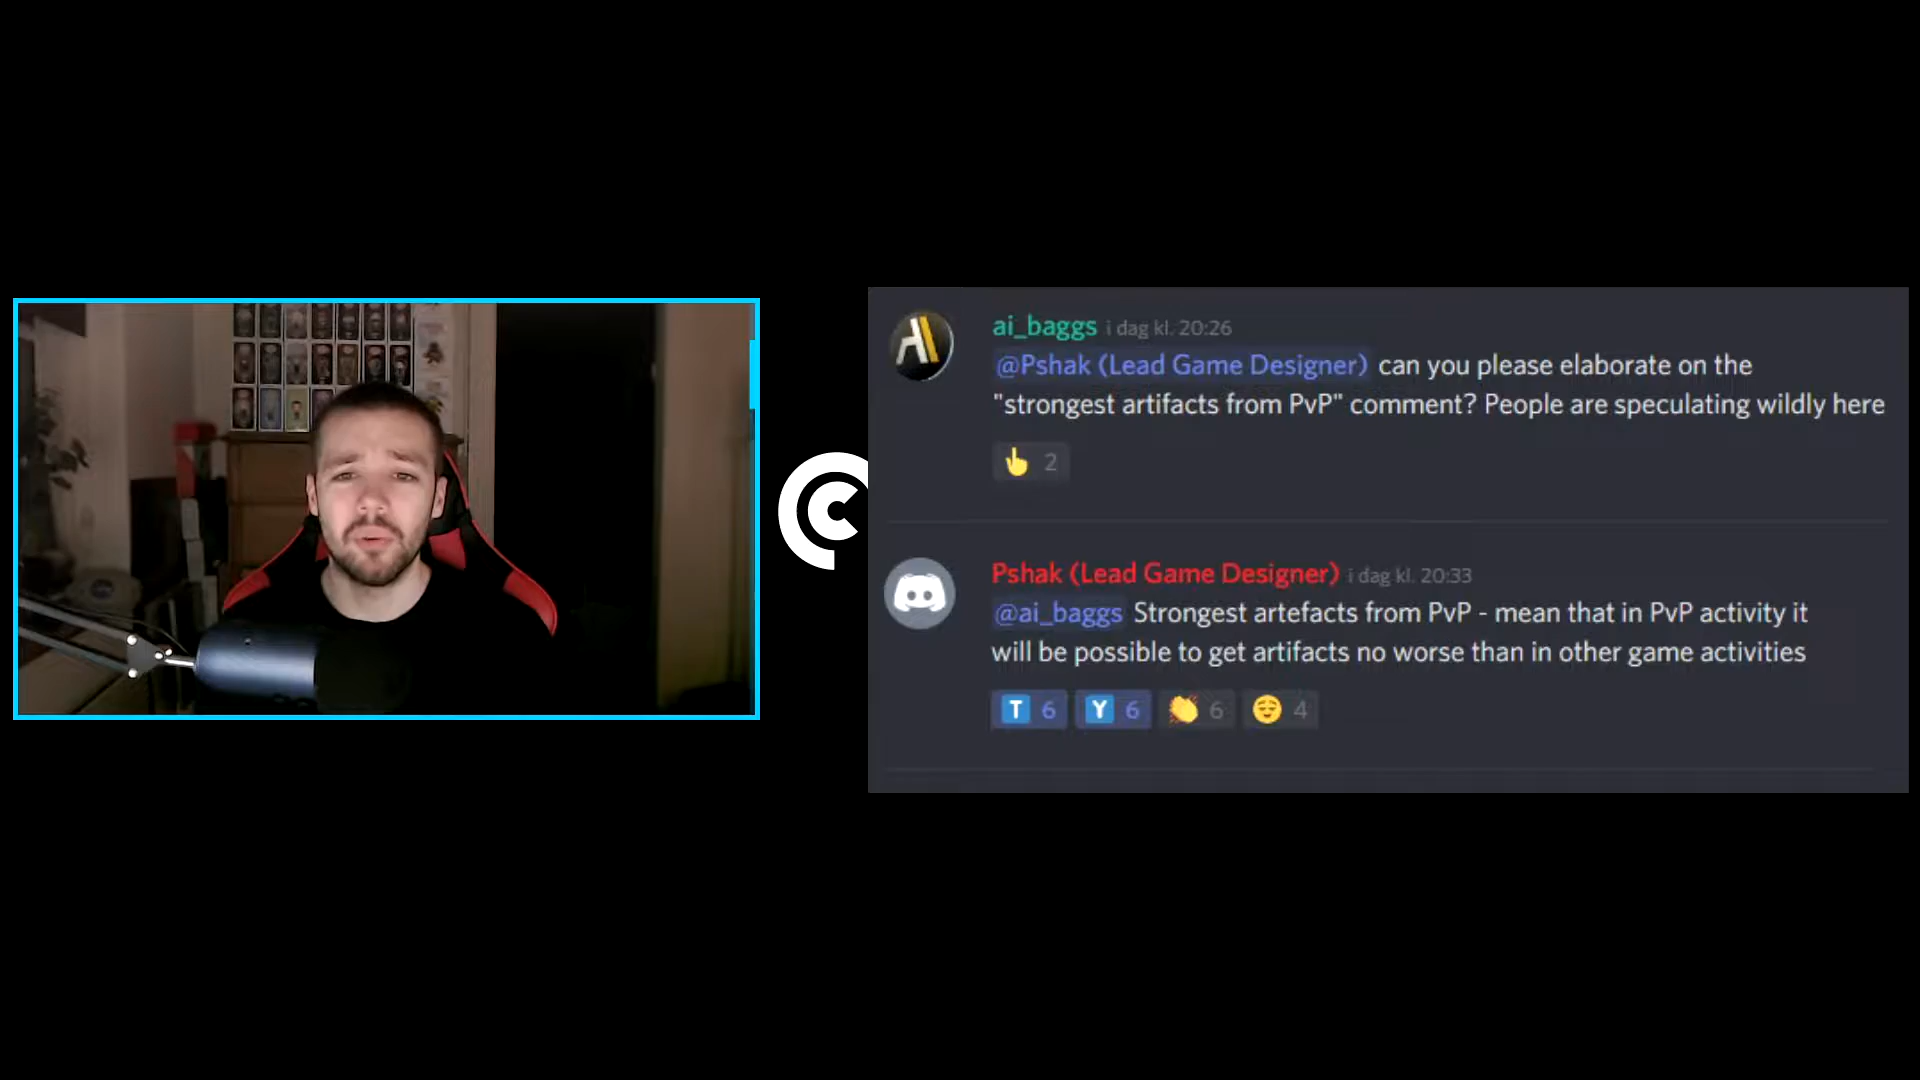 ai_baggs i dag kl. 20:26
@Pshak (Lead Game Designer) can you please elaborate on the
"strongest artifacts from PvP" comment? People are speculating wildly here
2
Pshak (Lead Game Designer) i dag kl. 20:33
@ai_baggs Strongest artefacts from PvP - mean that in PvP activity it
will be possible to get artifacts no worse than in other game activities
T 6 Y 6 6 4